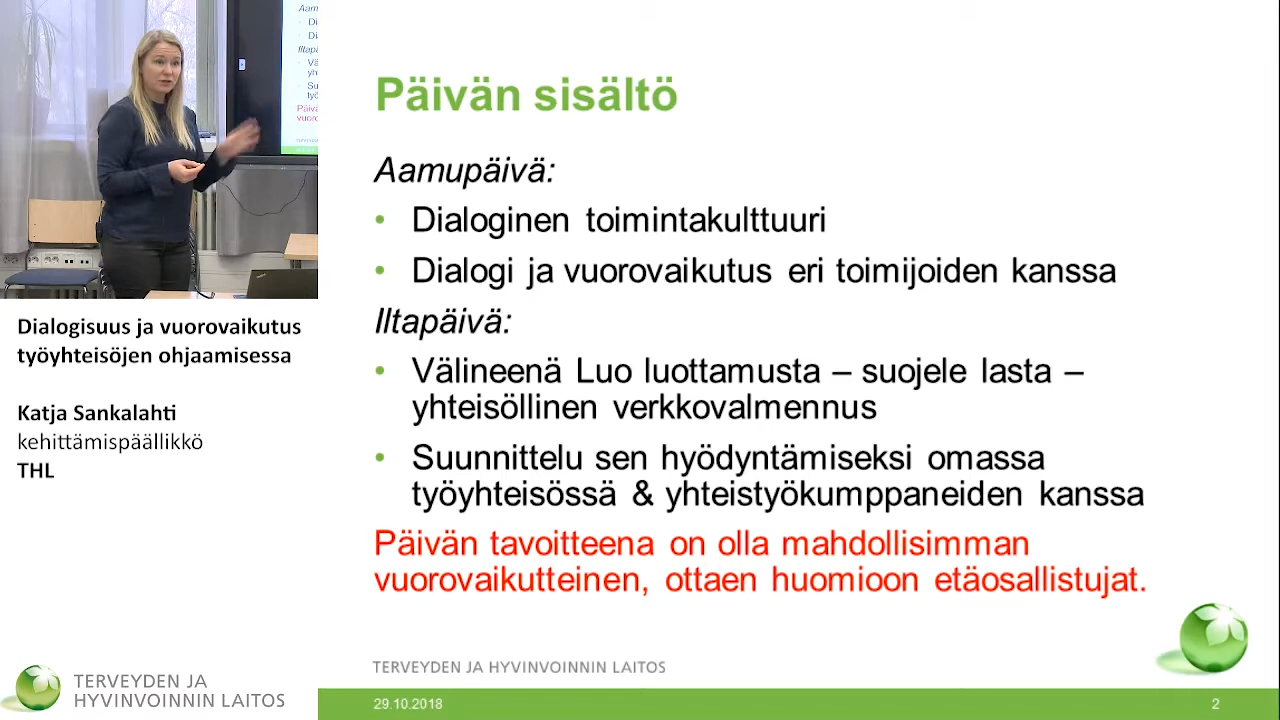 Päivän sisältö
Aamupäivä:
• Dialoginen toimintakulttuuri
• Dialogi ja vuorovaikutus eri toimijoiden kanssa
Iltapäivä:
• Välineenä Luo luottamusta – suojele lasta –
yhteisöllinen verkkovalmennus
• Suunnittelu sen hyödyntämiseksi omassa
työyhteisössä & yhteistyökumppaneiden kanssa
Päivän tavoitteena on olla mahdollisimman
vuorovaikutteinen, ottaen huomioon etäosallistujat.
TERVEYDEN JA HYVINVOINNIN LAITOS
29.10.2018
2
Dialogisuus ja vuorovaikutus
työyhteisöjen ohjaamisessa
Katja Sankalahti
kehittämispäällikkö
THL
TERVEYDEN JA
HYVINVOINNIN LAITOS